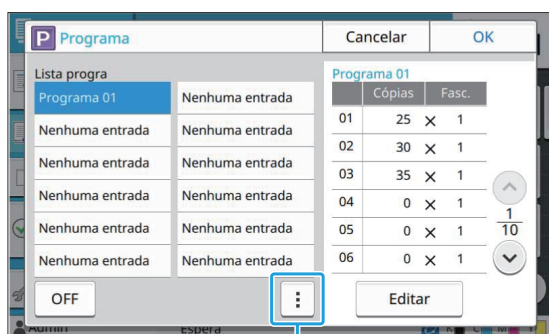 P Programa Cancelar OK
Lista progra Programa 01
Programa 01 Nenhuma entrada Cópias Fasc.
Nenhuma entrada Nenhuma entrada 01 25 × 1
Nenhuma entrada Nenhuma entrada 02 30 × 1
Nenhuma entrada Nenhuma entrada 03 35 × 1
Nenhuma entrada Nenhuma entrada 04 0 × 1
Nenhuma entrada Nenhuma entrada 05 0 × 1
06 0 × 1
1
10
OFF Editar
Admin Espera